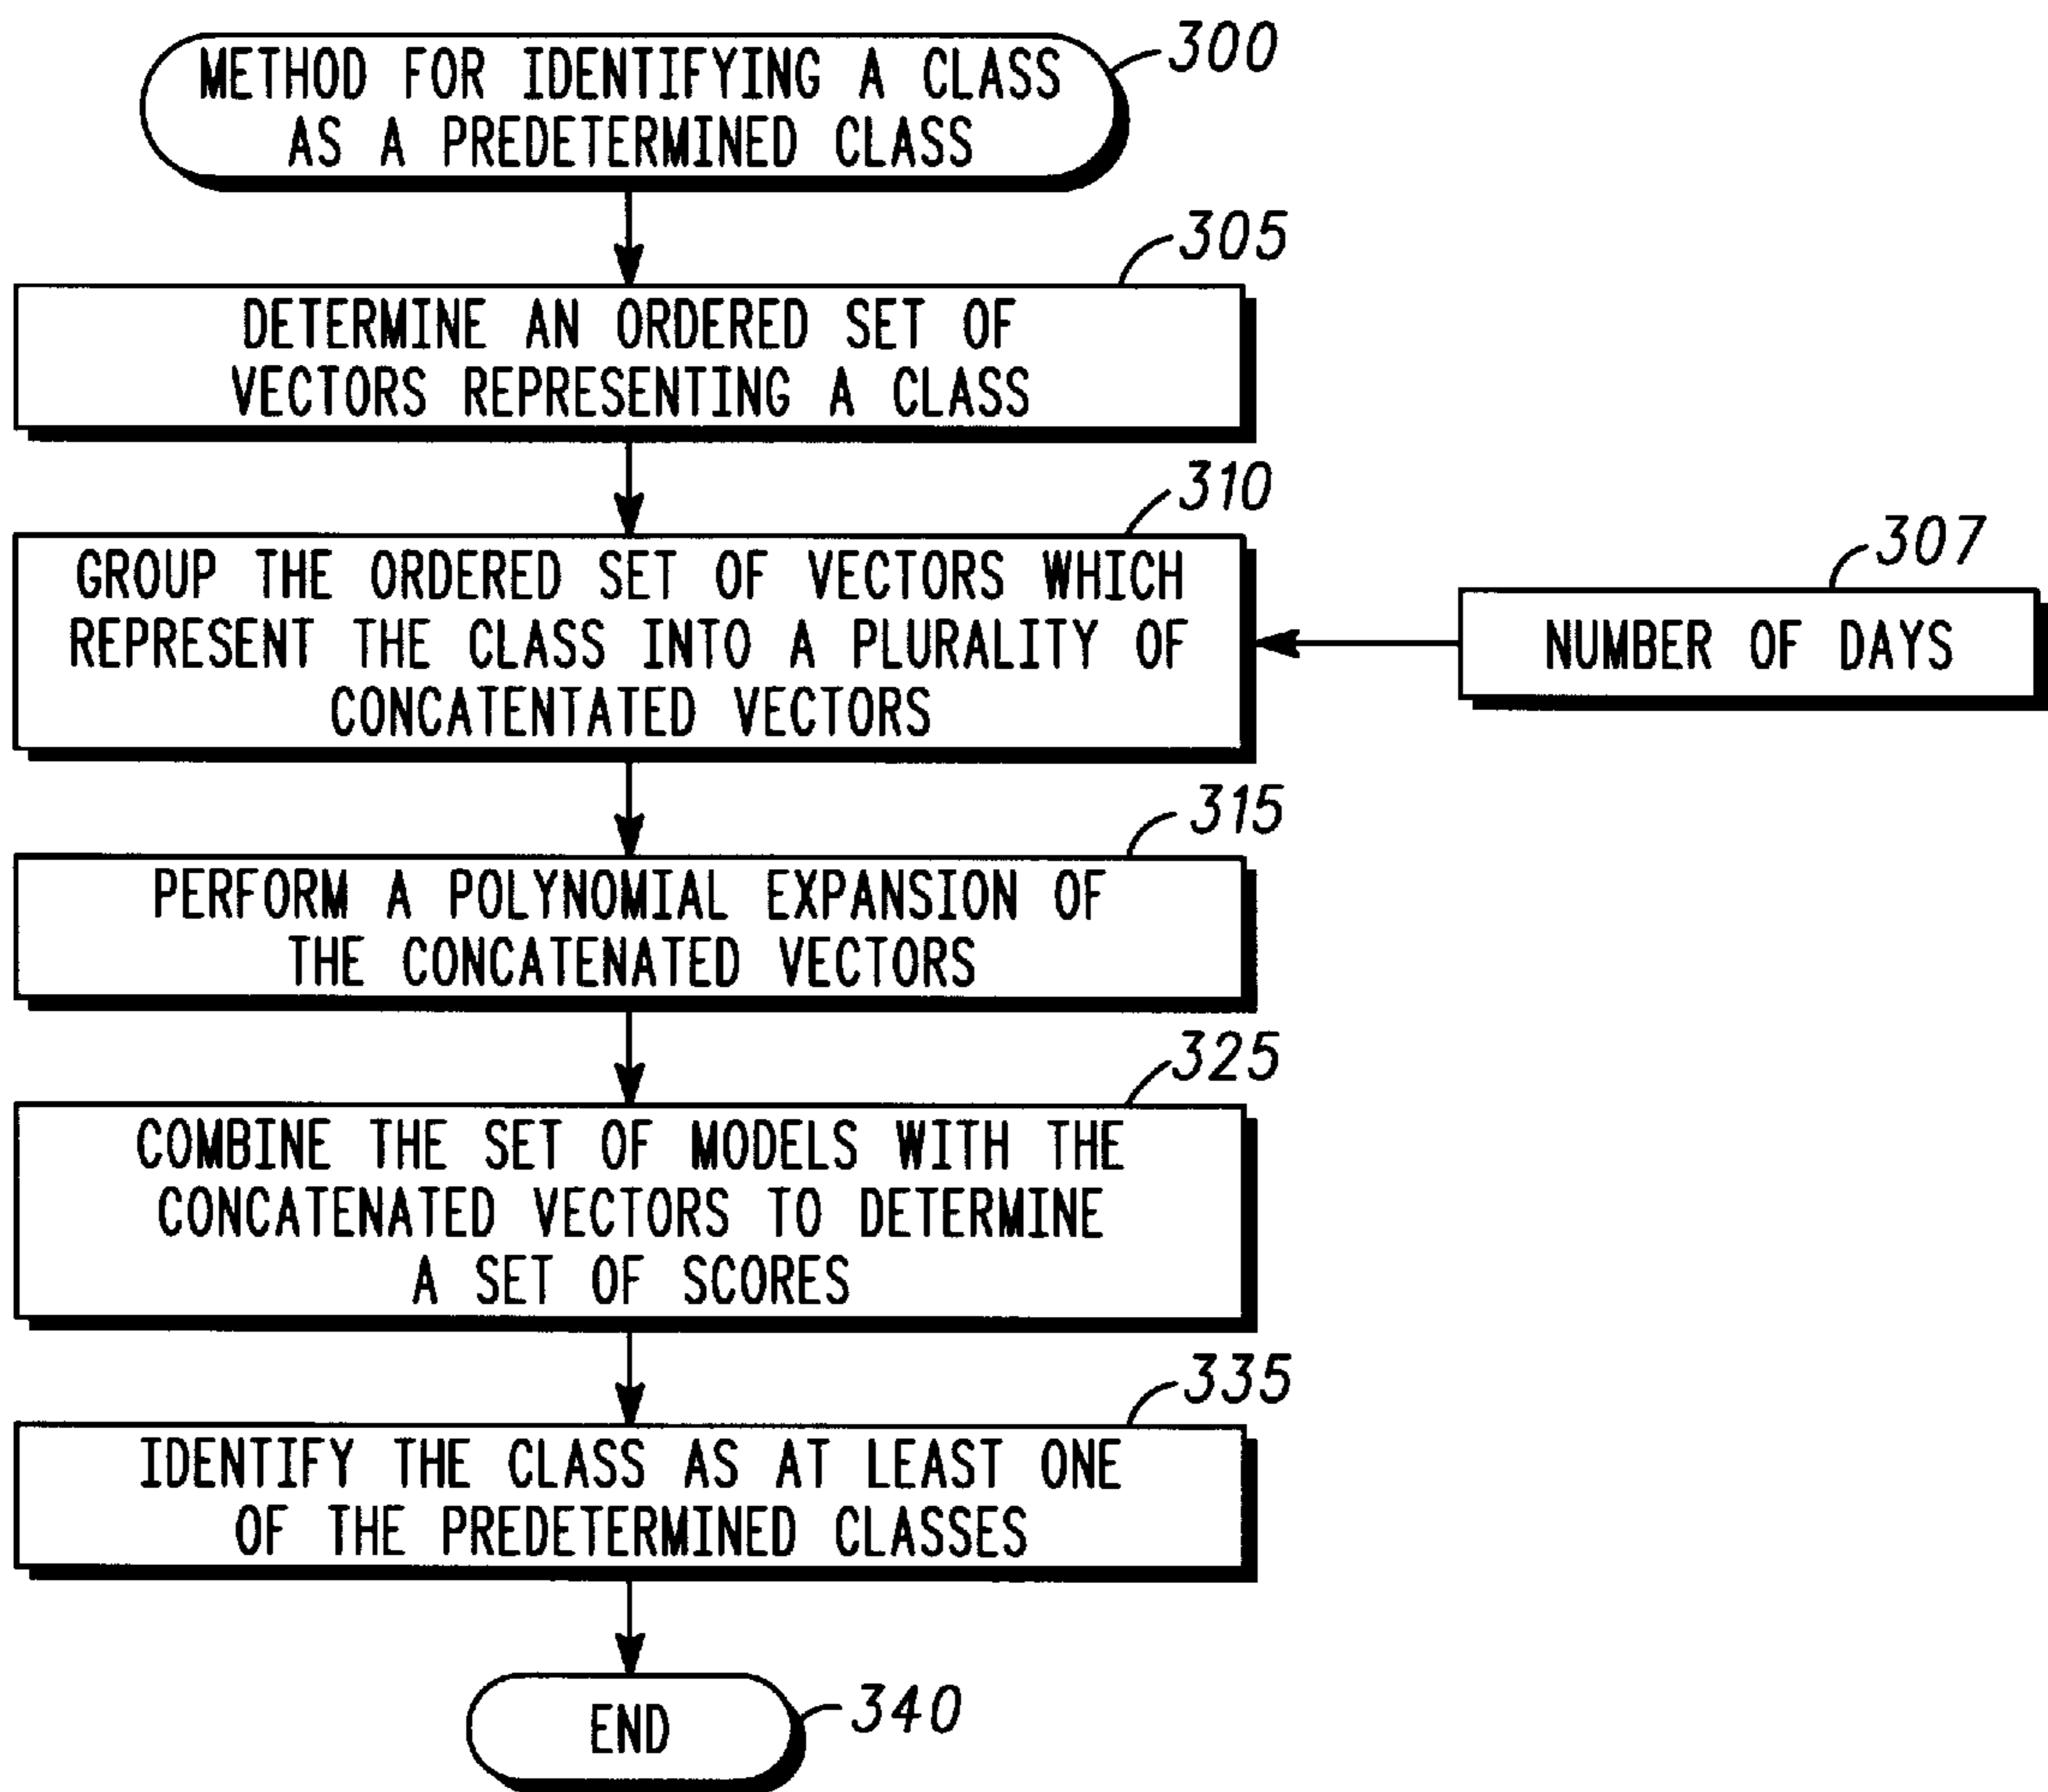 METHOD FOR IDENTIFYING A CLASS
AS A PREDETERMINED CLASS
300
305
DETERMINE AN ORDERED SET OF
VECTORS REPRESENTING A CLASS
310
GROUP THE ORDERED SET OF VECTORS WHICH
REPRESENT THE CLASS INTO A PLURALITY OF
CONCATENTATED VECTORS
307
NUMBER OF DAYS
315
PERFORM A POLYNOMIAL EXPANSION OF
THE CONCATENATED VECTORS
325
COMBINE THE SET OF MODELS WITH THE
CONCATENATED VECTORS TO DETERMINE
A SET OF SCORES
335
IDENTIFY THE CLASS AS AT LEAST ONE
OF THE PREDETERMINED CLASSES
END
340